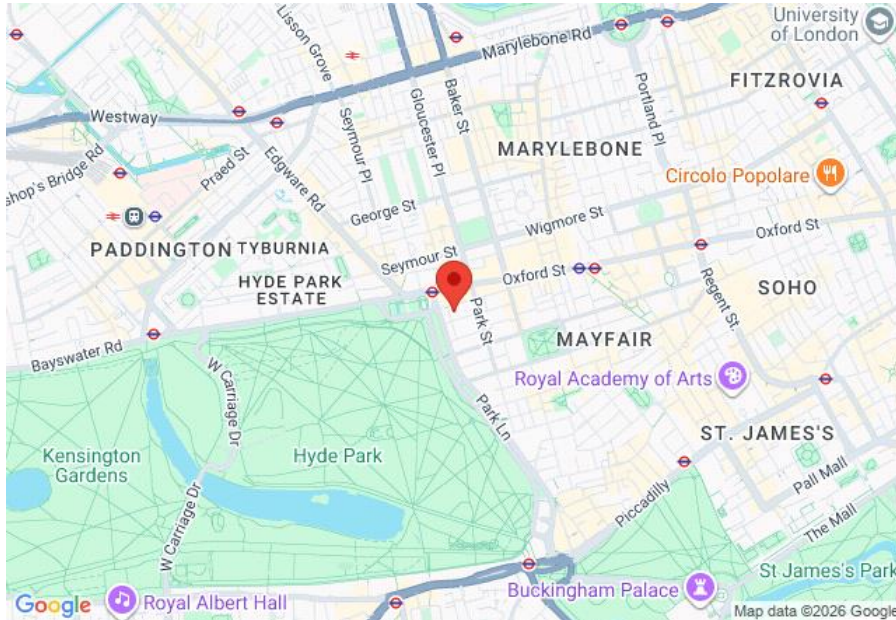 University
of London
Lisson Grove
Marylebone Rd
FITZROVIA
Portland Pl
Baker St
Gloucester Pl
Seymour Pl
Westway
MARYLEBONE
shop's Bridge Rd
Praed St
Edgware Rd
Circolo Popolare
George St
Wigmore St
Oxford St
PADDINGTON
TYBURNIA
Seymour St
Oxford St
HYDE PARK
ESTATE
Regent St.
SOHO
Park St
MAYFAIR
Bayswater Rd
W Carriage Dr
Royal Academy of Arts
Park Ln
ST. JAMES'S
Kensington
Gardens
Hyde Park
Pall Mall
Piccadilly
W Carriage Dr
The Mall
St James's Park
Buckingham Palace
Google
Royal Albert Hall
Map data ©2026 Google